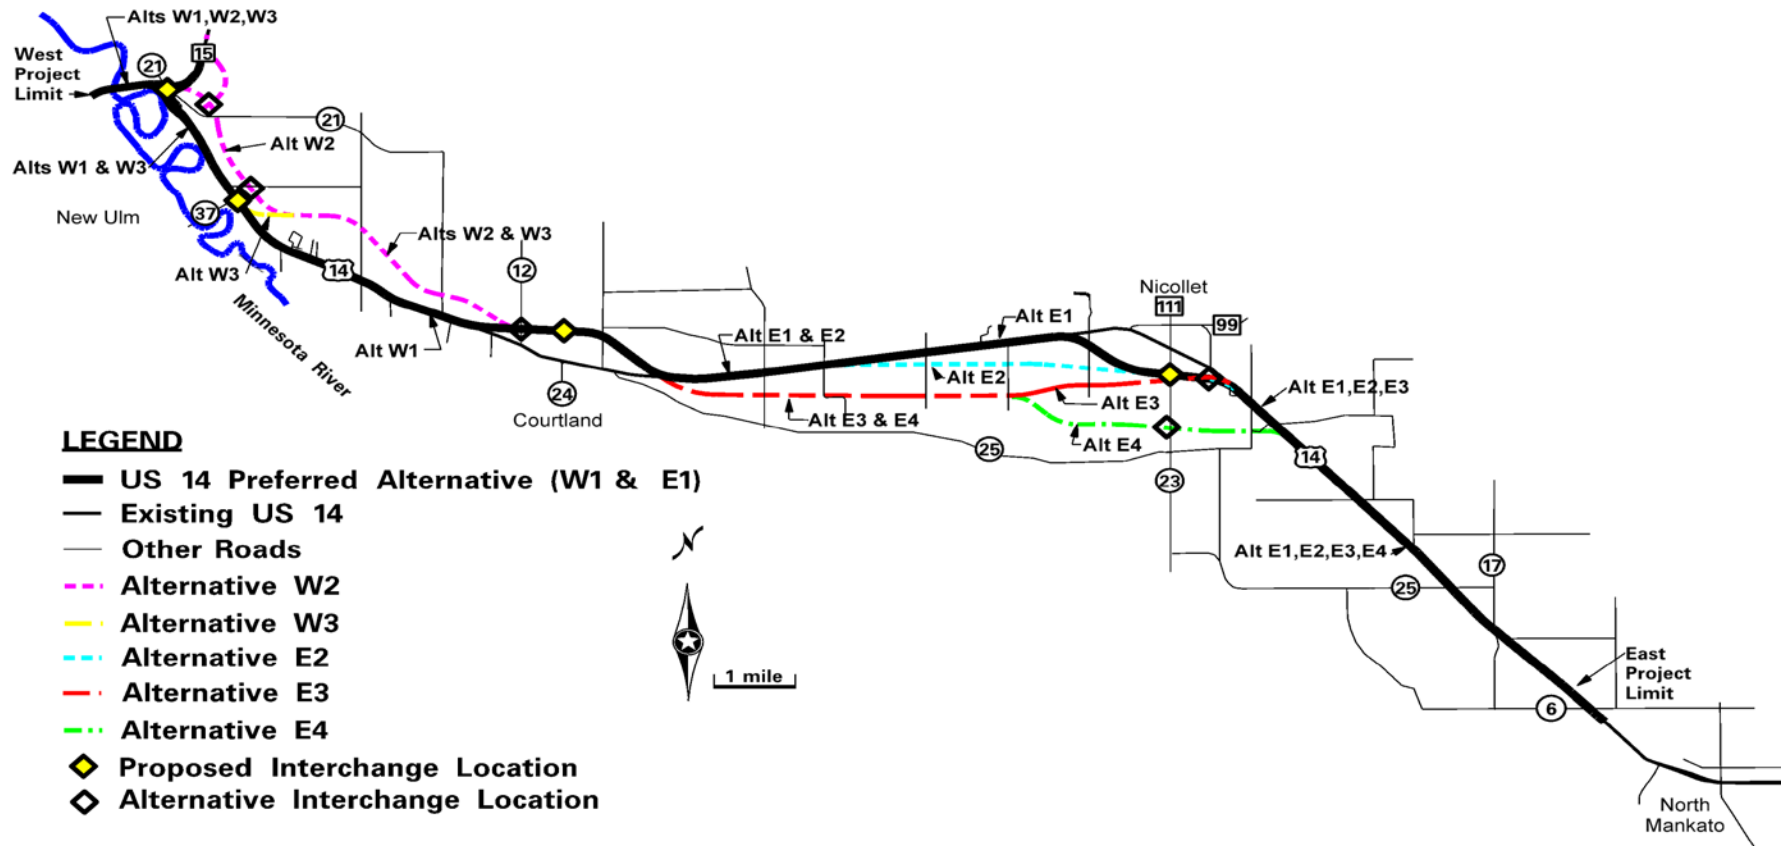 Alts W1,W2,W3
West
Project
Limit
21
15
21
Alt W2
Alts W1 & W3
New Ulm
37
Alts W2 & W3
12
Alt W3
14
Minnesota River
Alt W1
24
Courtland
Alt E1 & E2
Alt E1
Nicollet
111
99
Alt E2
Alt E3
Alt E1,E2,E3
Alt E3 & E4
Alt E4
25
14
23
Alt E1,E2,E3,E4
17
25
East
Project
Limit
6
North
Mankato
N
1 mile
LEGEND
US 14 Preferred Alternative (W1 & E1)
Existing US 14
Other Roads
Alternative W2
Alternative W3
Alternative E2
Alternative E3
Alternative E4
Proposed Interchange Location
Alternative Interchange Location